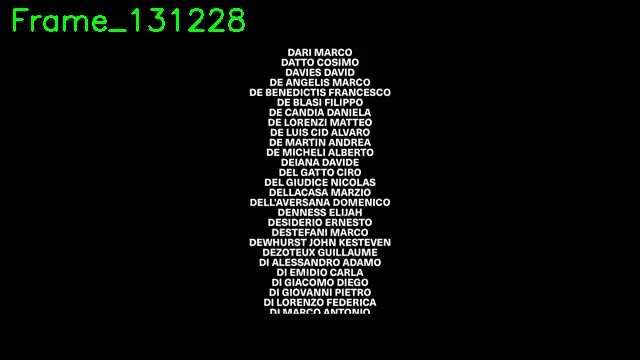 Frame_131228
DARI MARCO
DATTO COSIMO
DAVIES DAVID
DE ANGELIS MARCO
DE BENEDICTIS FRANCESCO
DE BLASI FILIPPO
DE CANDIA DANIELA
DE LORENZI MATTEO
DE LUIS CID ALVARO
DE MARTIN ANDREA
DE MICHELI ALBERTO
DEIANA DAVIDE
DEL GATTO CIRO
DEL GIUDICE NICOLAS
DELLACASA MARZIO
DELL'AVERSANA DOMENICO
DENNESS ELIJAH
DESIDERIO ERNESTO
DESTEFANI MARCO
DEWHURST JOHN KESTEVEN
DEZOTEUX GUILLAUME
DI ALESSANDRO ADAMO
DI EMIDIO CARLA
DI GIACOMO DIEGO
DI GIOVANNI PIETRO
DI LORENZO FEDERICA
DI MARCO ANTONIO